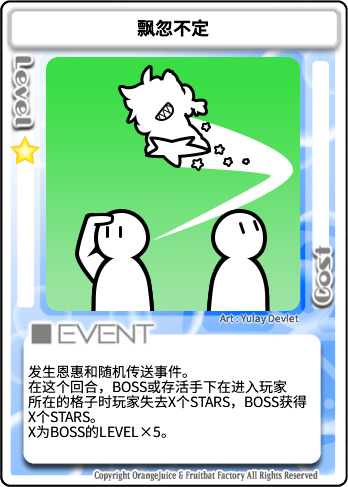 飘忽不定
Level
Cost
Art : Yulay Devlet
EVENT
发生恩惠和随机传送事件。
在这个回合，BOSS或存活手下在进入玩家
所在的格子时玩家失去X个STARS，BOSS获得
X个STARS。
X为BOSS的LEVEL×5。
Copyright OrangeJuice & Fruitbat Factory All Rights Reserved